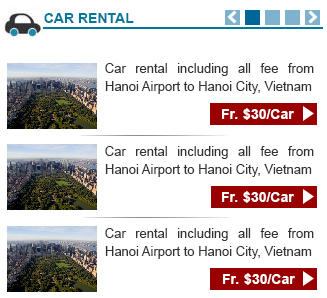 CAR RENTAL
Car rental including all fee from
Hanoi Airport to Hanoi City, Vietnam
Fr. $30/Car
Car rental including all fee from
Hanoi Airport to Hanoi City, Vietnam
Fr. $30/Car
Car rental including all fee from
Hanoi Airport to Hanoi City, Vietnam
Fr. $30/Car